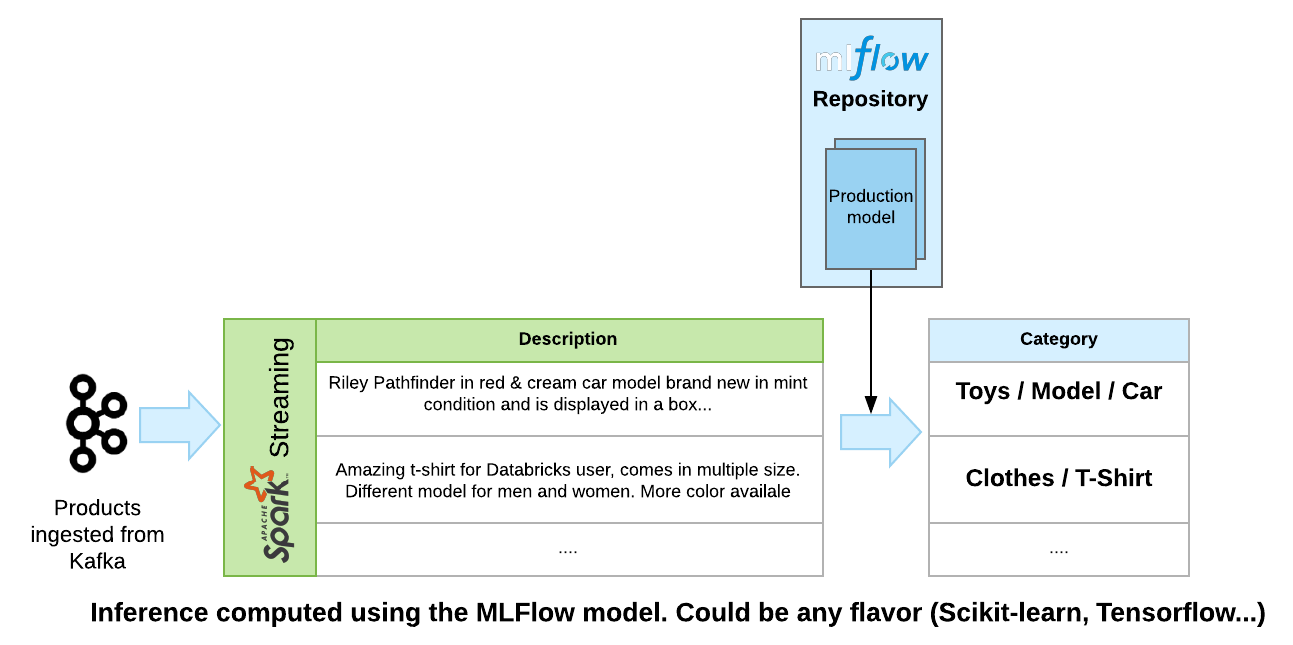 mlflow
Repository
Production
model
Products
ingested from
Kafka
APACHE
Spark™
Streaming
Description
Riley Pathfinder in red & cream car model brand new in mint
condition and is displayed in a box...
Amazing t-shirt for Databricks user, comes in multiple size.
Different model for men and women. More color availale
....
Category
Toys / Model / Car
Clothes / T-Shirt
....
Inference computed using the MLFlow model. Could be any flavor (Scikit-learn, Tensorflow...)